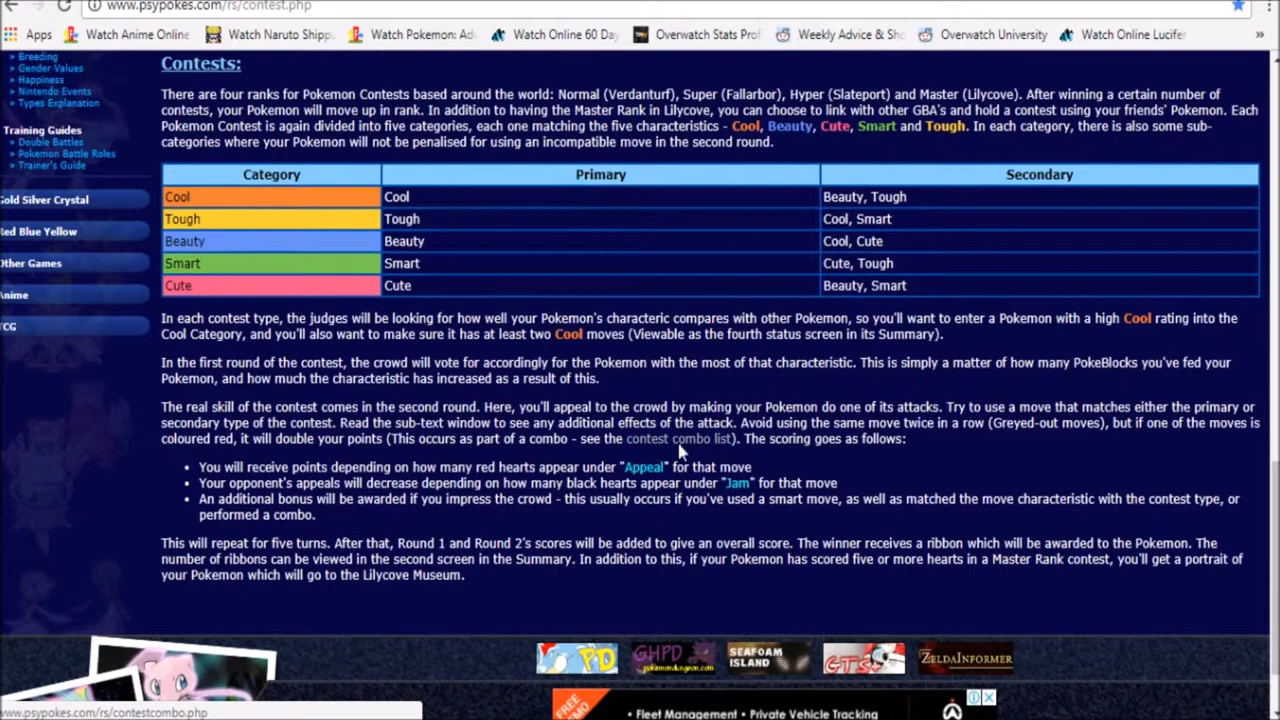 www.psypokes.com/rs/contest.php
Apps Watch Anime Online Watch Naruto Shipp Watch Pokemon: Adv Watch Online 60 Day Overwatch Stats Prof Weekly Advice & Sho Overwatch University Watch Online Lucifer »
» Breeding
» Gender Values
» Happiness
» Nintendo Events
» Types Explanation
Training Guides
» Double Battles
» Pokemon Battle Roles
» Trainer's Guide
Gold Silver Crystal
Red Blue Yellow
Other Games
Anime
TCG
Contests:
There are four ranks for Pokemon Contests based around the world: Normal (Verdanturf), Super (Fallarbor), Hyper (Slateport) and Master (Lilycove). After winning a certain number of
contests, your Pokemon will move up in rank. In addition to having the Master Rank in Lilycove, you can choose to link with other GBA's and hold a contest using your friends' Pokemon. Each
Pokemon Contest is again divided into five categories, each one matching the five characteristics - Cool, Beauty, Cute, Smart and Tough. In each category, there is also some sub-
categories where your Pokemon will not be penalised for using an incompatible move in the second round.
Category Primary Secondary
Cool Cool Beauty, Tough
Tough Tough Cool, Smart
Beauty Beauty Cool, Cute
Smart Smart Cute, Tough
Cute Cute Beauty, Smart
In each contest type, the judges will be looking for how well your Pokemon's characteric compares with other Pokemon, so you'll want to enter a Pokemon with a high Cool rating into the
Cool Category, and you'll also want to make sure it has at least two Cool moves (Viewable as the fourth status screen in its Summary).
In the first round of the contest, the crowd will vote for accordingly for the Pokemon with the most of that characteristic. This is simply a matter of how many PokeBlocks you've fed your
Pokemon, and how much the characteristic has increased as a result of this.
The real skill of the contest comes in the second round. Here, you'll appeal to the crowd by making your Pokemon do one of its attacks. Try to use a move that matches either the primary or
secondary type of the contest. Read the sub-text window to see any additional effects of the attack. Avoid using the same move twice in a row (Greyed-out moves), but if one of the moves is
coloured red, it will double your points (This occurs as part of a combo - see the contest combo list). The scoring goes as follows:
• You will receive points depending on how many red hearts appear under "Appeal" for that move
• Your opponent's appeals will decrease depending on how many black hearts appear under "Jam" for that move
• An additional bonus will be awarded if you impress the crowd - this usually occurs if you've used a smart move, as well as matched the move characteristic with the contest type, or
performed a combo.
This will repeat for five turns. After that, Round 1 and Round 2's scores will be added to give an overall score. The winner receives a ribbon which will be awarded to the Pokemon. The
number of ribbons can be viewed in the second screen in the Summary. In addition to this, if your Pokemon has scored five or more hearts in a Master Rank contest, you'll get a portrait of
your Pokemon which will go to the Lilycove Museum.
PD
GHPD
pokemondungeon.com
SEAFOAM
ISLAND
GTS
ZELDAINFORMER
FREE
DEMO
• Fleet Management • Private Vehicle Tracking
www.psypokes.com/rs/contestcombo.php